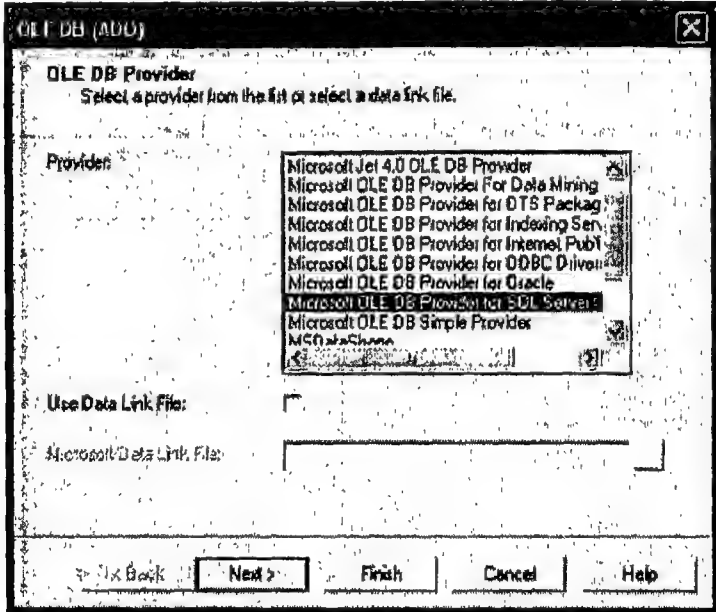 OLE DB (ADO)
OLE DB Provider
Select a provider from the list or select a data link file.
Provider:
Microsoft Jet 4.0 OLE DB Provider
Microsoft OLE DB Provider For Data Mining
Microsoft OLE DB Provider for DTS Packag
Microsoft OLE DB Provider for Indexing Serv
Microsoft OLE DB Provider for Internet Publ
Microsoft OLE DB Provider for ODBC Driver
Microsoft OLE DB Provider for Oracle
Microsoft OLE DB Provider for SQL Server
Microsoft OLE DB Simple Provider
MSDataShape
Use Data Link File:
Microsoft Data Link File:
< Back Next > Finish Cancel Help